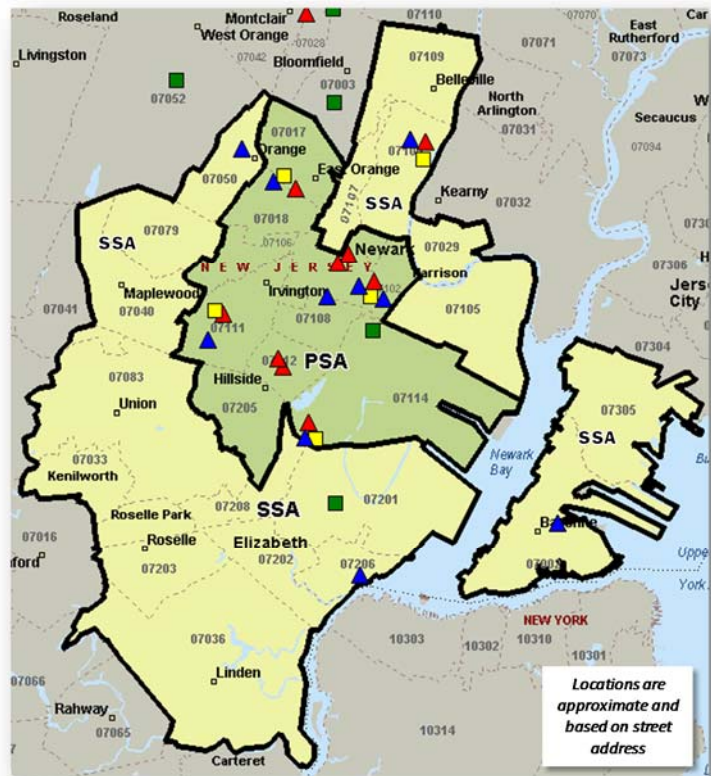 Roseland
Montclair
07110
07070
Car
West Orange
07028
07042
07109
07071
East
Rutherford
07073
Livingston
Bloomfield
07003
Belleville
07052
North
Arlington
07031
Secaucus
07094
07017
Orange
07050
East Orange
07107
Kearny
07032
SSA
07018
07079
SSA
07106
07029
Newark
Harrison
NEW JERSEY
Maplewood
07040
Irvington
07105
07306
Jers
City
07041
07111
07108
07304
PSA
Hillside
07083
07205
07114
07305
Union
SSA
Newark
Bay
07033
Kenilworth
07208
07201
Roselle Park
SSA
Bayonne
07016
Elizabeth
Roselle
07202
07206
07002
Uppe
ford
07203
York
NEW YORK
10303
10302
10310
10301
07036
Linden
07066
Rahway
07065
10314
Carteret
Locations are
approximate and
based on street
address